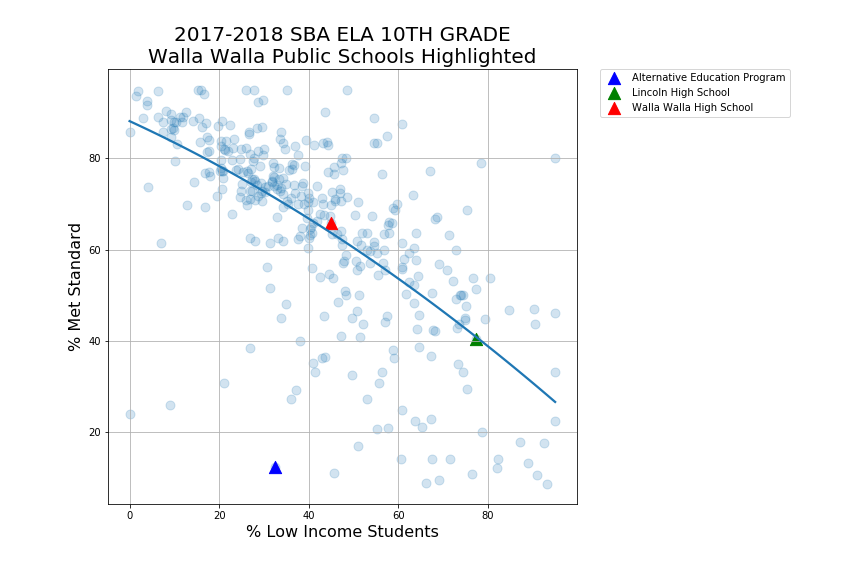 2017-2018 SBA ELA 10TH GRADE
Walla Walla Public Schools Highlighted
Alternative Education Program
Lincoln High School
Walla Walla High School
% Met Standard
80
60
40
20
0 20 40 60 80
% Low Income Students